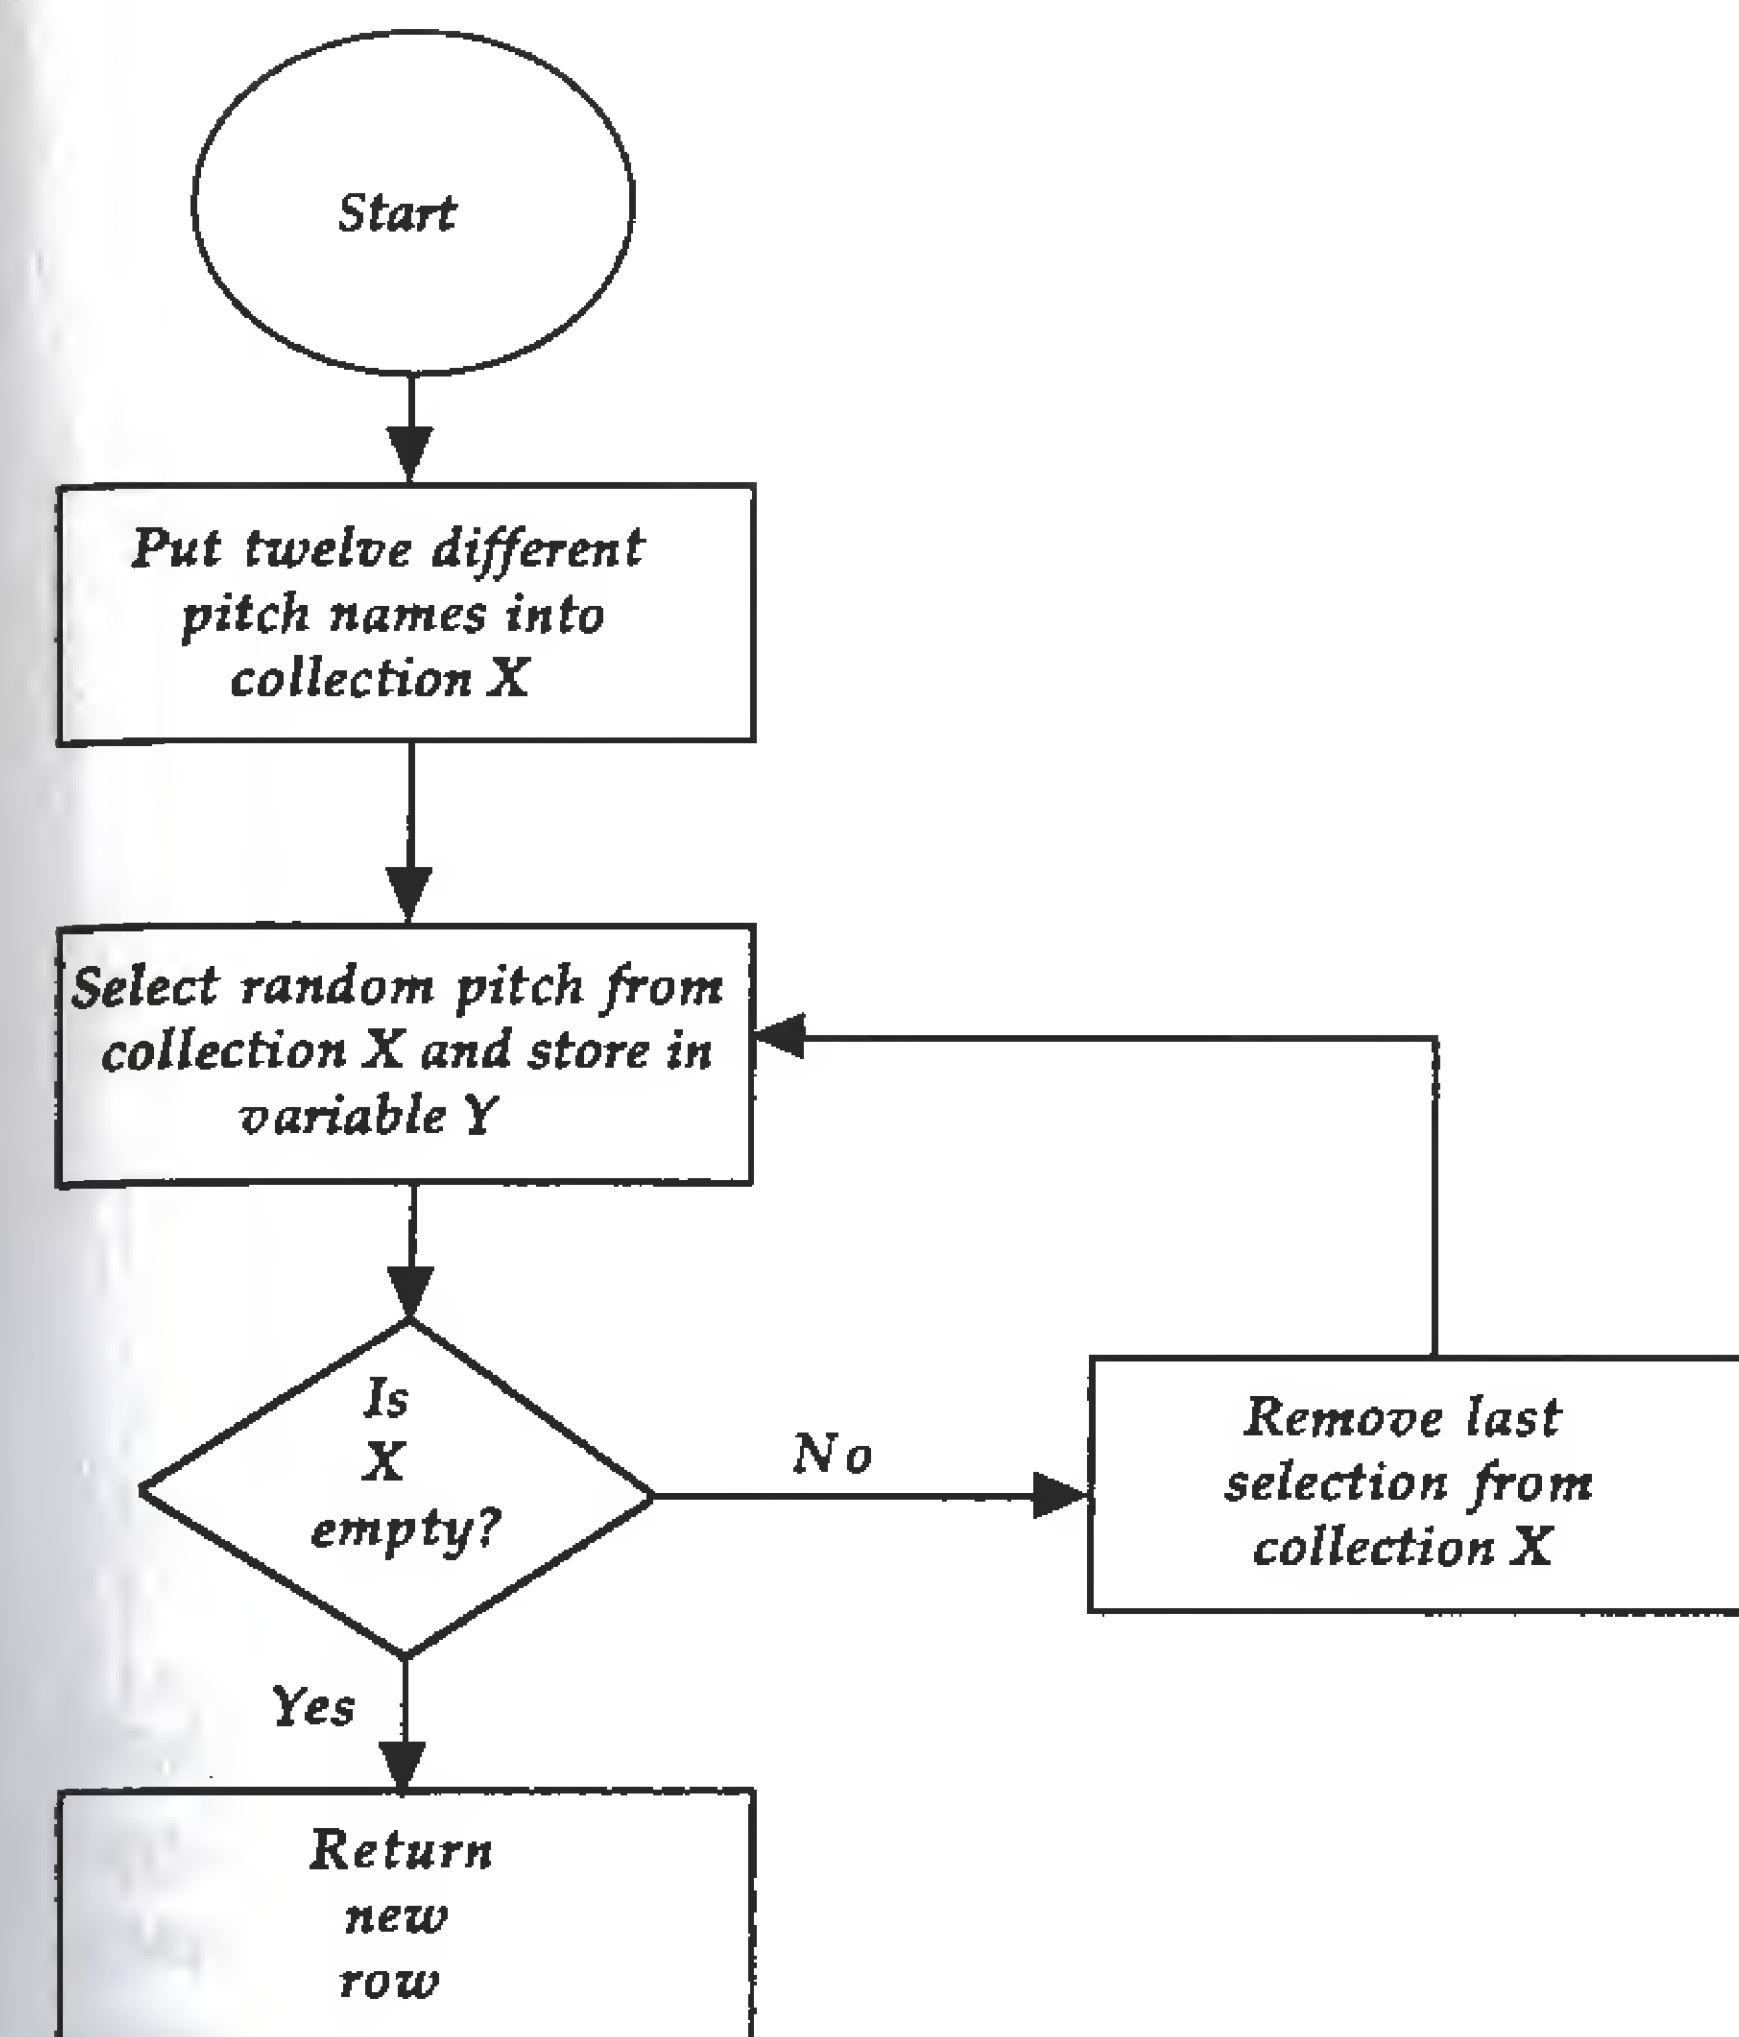 Start
Put twelve different
pitch names into
collection X
Select random pitch from
collection X and store in
variable Y
Is
X
empty?
No
Remove last
selection from
collection X
Yes
Return
new
row